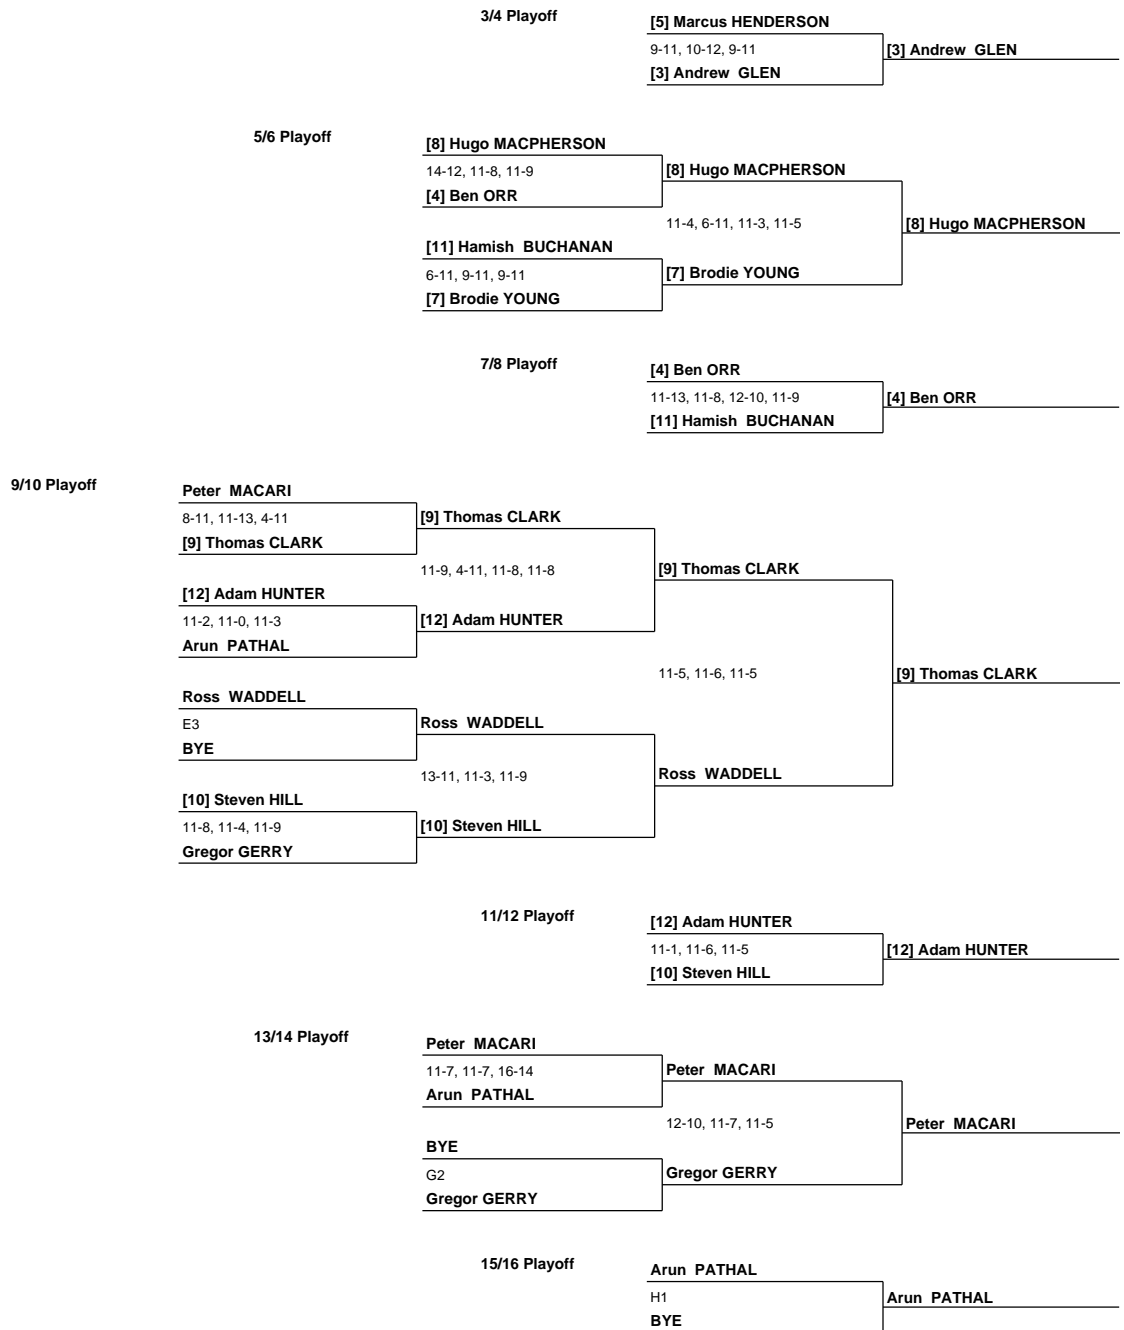 3/4 Playoff
[5] Marcus HENDERSON
9-11, 10-12, 9-11
[3] Andrew GLEN
[3] Andrew GLEN
5/6 Playoff
[8] Hugo MACPHERSON
14-12, 11-8, 11-9
[8] Hugo MACPHERSON
[4] Ben ORR
11-4, 6-11, 11-3, 11-5
[8] Hugo MACPHERSON
[11] Hamish BUCHANAN
6-11, 9-11, 9-11
[7] Brodie YOUNG
[7] Brodie YOUNG
7/8 Playoff
[4] Ben ORR
11-13, 11-8, 12-10, 11-9
[4] Ben ORR
[11] Hamish BUCHANAN
9/10 Playoff
Peter MACARI
8-11, 11-13, 4-11
[9] Thomas CLARK
[9] Thomas CLARK
11-9, 4-11, 11-8, 11-8
[9] Thomas CLARK
[12] Adam HUNTER
11-2, 11-0, 11-3
[12] Adam HUNTER
Arun PATHAL
11-5, 11-6, 11-5
[9] Thomas CLARK
Ross WADDELL
E3
Ross WADDELL
BYE
13-11, 11-3, 11-9
Ross WADDELL
[10] Steven HILL
11-8, 11-4, 11-9
[10] Steven HILL
Gregor GERRY
11/12 Playoff
[12] Adam HUNTER
11-1, 11-6, 11-5
[12] Adam HUNTER
[10] Steven HILL
13/14 Playoff
Peter MACARI
11-7, 11-7, 16-14
Peter MACARI
Arun PATHAL
12-10, 11-7, 11-5
Peter MACARI
BYE
G2
Gregor GERRY
Gregor GERRY
15/16 Playoff
Arun PATHAL
H1
Arun PATHAL
BYE